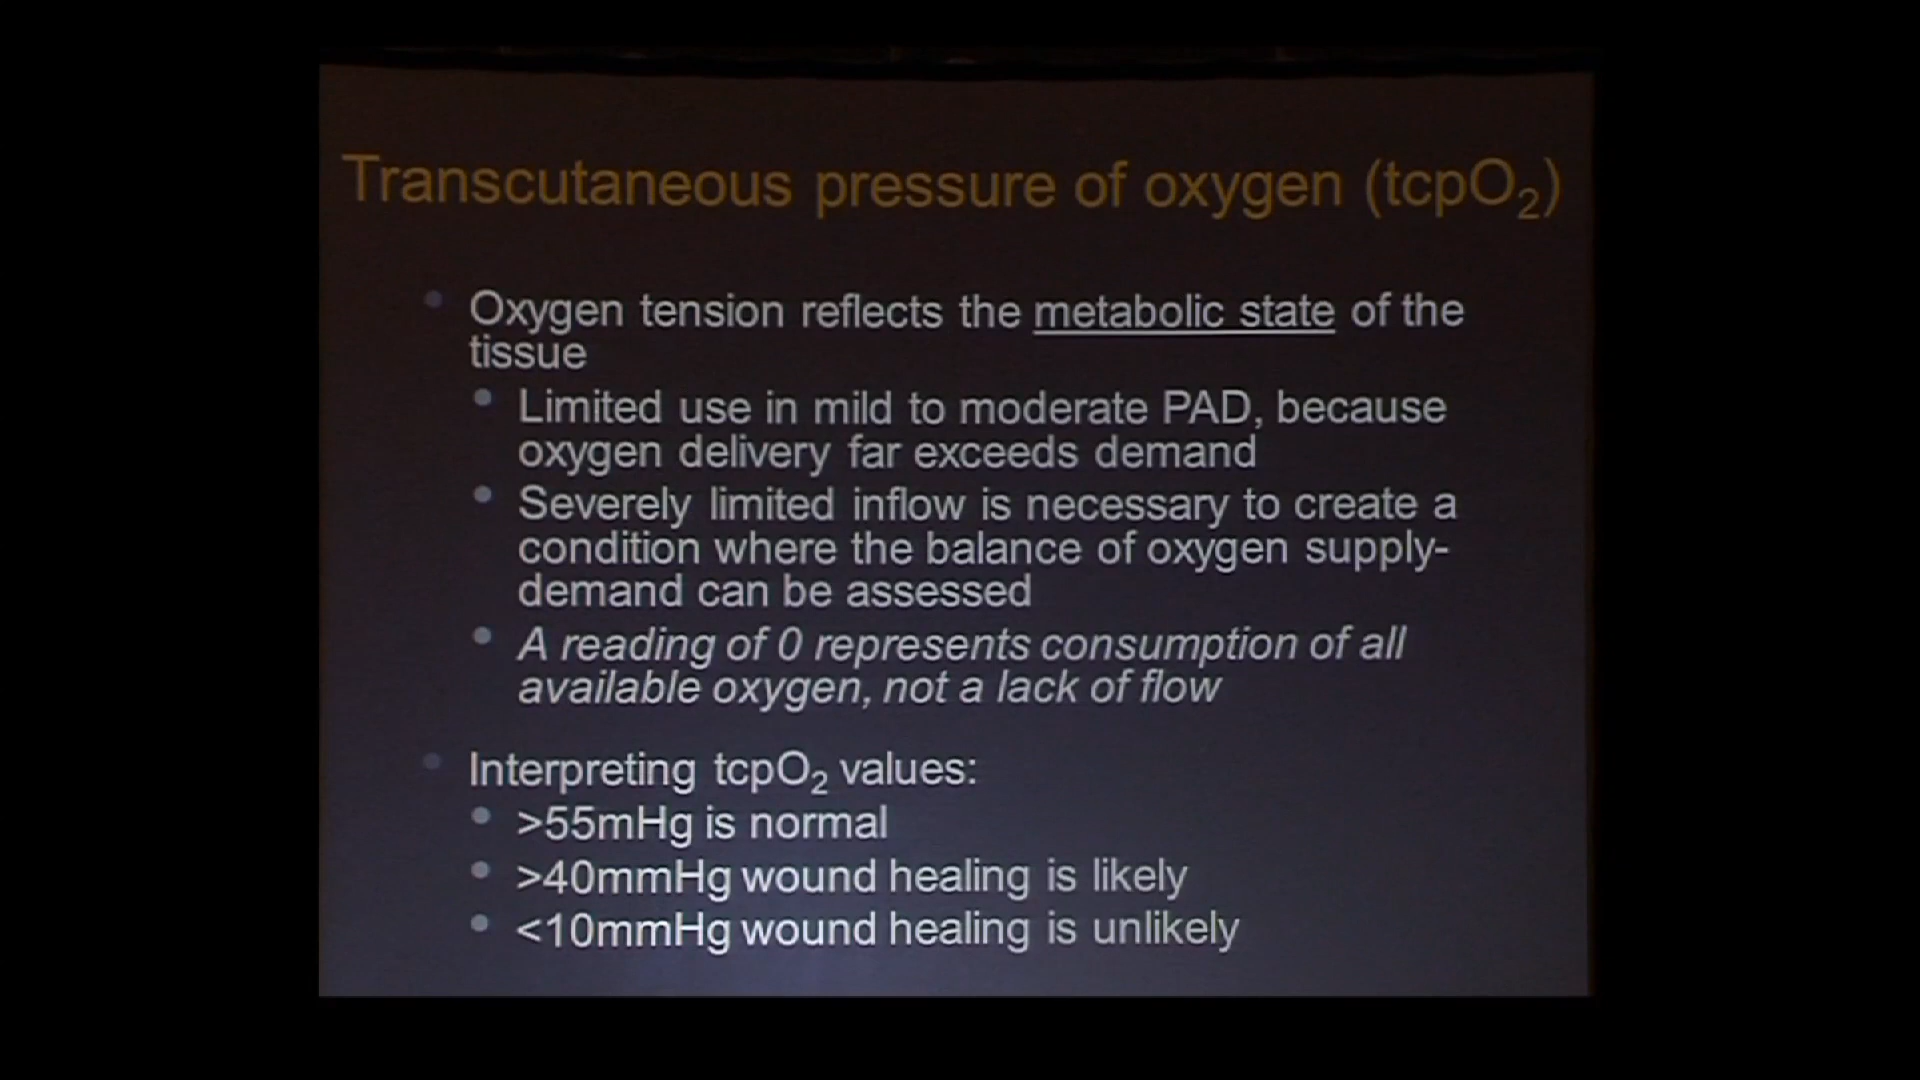 Transcutaneous pressure of oxygen (tcpO₂)
Oxygen tension reflects the metabolic state of the
tissue
Limited use in mild to moderate PAD, because
oxygen delivery far exceeds demand
Severely limited inflow is necessary to create a
condition where the balance of oxygen supply-
demand can be assessed
A reading of 0 represents consumption of all
available oxygen, not a lack of flow
Interpreting tcpO₂ values:
>55mHg is normal
>40mmHg wound healing is likely
<10mmHg wound healing is unlikely